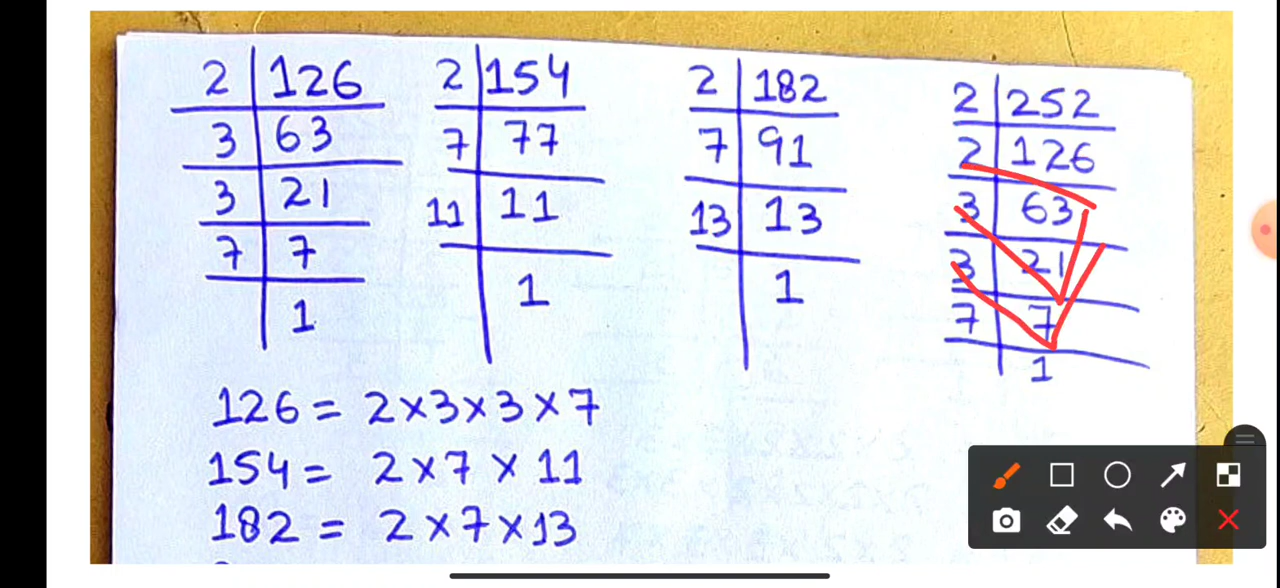 2 126 2 154 2 182 2 252
3 63 7 77 7 91 2 126
3 21 11 11 13 13 3 63
7 7 1 1 3 21
1 7 7
1
126 = 2×3×3×7
154 = 2×7×11
182 = 2×7×13